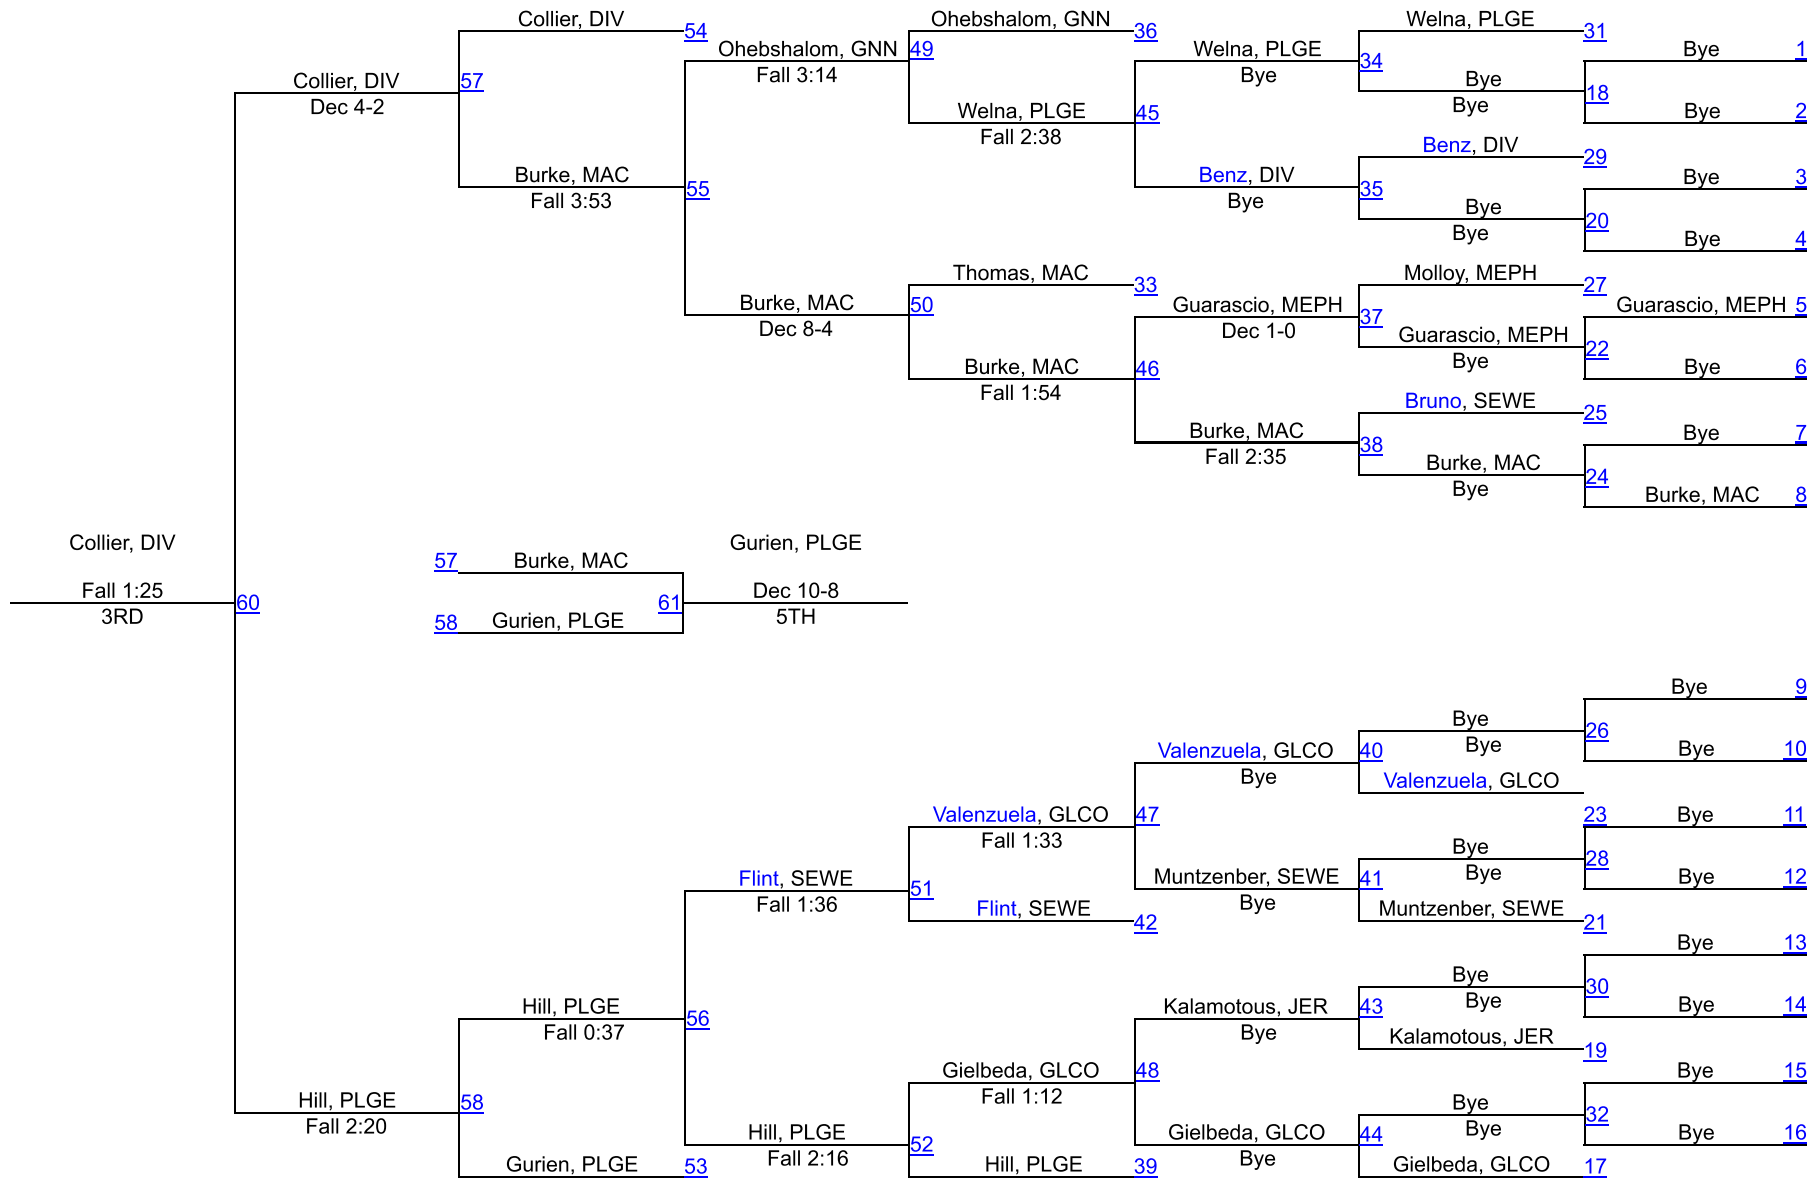 Collier, DIV
54
Ohebshalom, GNN
36
Welna, PLGE
31
Ohebshalom, GNN
49
Fall 3:14
Welna, PLGE
Bye
34
Bye
1
Collier, DIV
Dec 4-2
57
Bye
Bye
18
Welna, PLGE
Fall 2:38
45
Bye
2
Benz, DIV
29
Burke, MAC
Fall 3:53
55
Benz, DIV
Bye
35
Bye
3
Bye
Bye
20
Bye
4
Thomas, MAC
33
Molloy, MEPH
27
Burke, MAC
Dec 8-4
50
Guarascio, MEPH
Dec 1-0
37
Guarascio, MEPH
5
Guarascio, MEPH
Bye
22
Burke, MAC
Fall 1:54
46
Bye
6
Bruno, SEWE
25
Burke, MAC
Fall 2:35
38
Bye
7
Burke, MAC
Bye
24
Burke, MAC
8
Collier, DIV
Fall 1:25
3RD
60
57
Burke, MAC
58
Gurien, PLGE
61
Gurien, PLGE
Dec 10-8
5TH
Bye
9
Bye
Bye
26
Valenzuela, GLCO
Bye
40
Bye
10
Valenzuela, GLCO
23
Valenzuela, GLCO
Fall 1:33
47
Bye
11
Bye
Bye
28
Flint, SEWE
Fall 1:36
51
Muntzenber, SEWE
Bye
41
Bye
12
Flint, SEWE
42
Muntzenber, SEWE
21
Bye
13
Bye
Bye
30
Hill, PLGE
Fall 0:37
56
Kalamotous, JER
Bye
43
Bye
14
Kalamotous, JER
19
Gielbeda, GLCO
Fall 1:12
48
Bye
15
Hill, PLGE
Fall 2:20
58
Bye
Bye
32
Hill, PLGE
Fall 2:16
52
Gielbeda, GLCO
Bye
44
Bye
16
Gurien, PLGE
53
Hill, PLGE
39
Gielbeda, GLCO
17